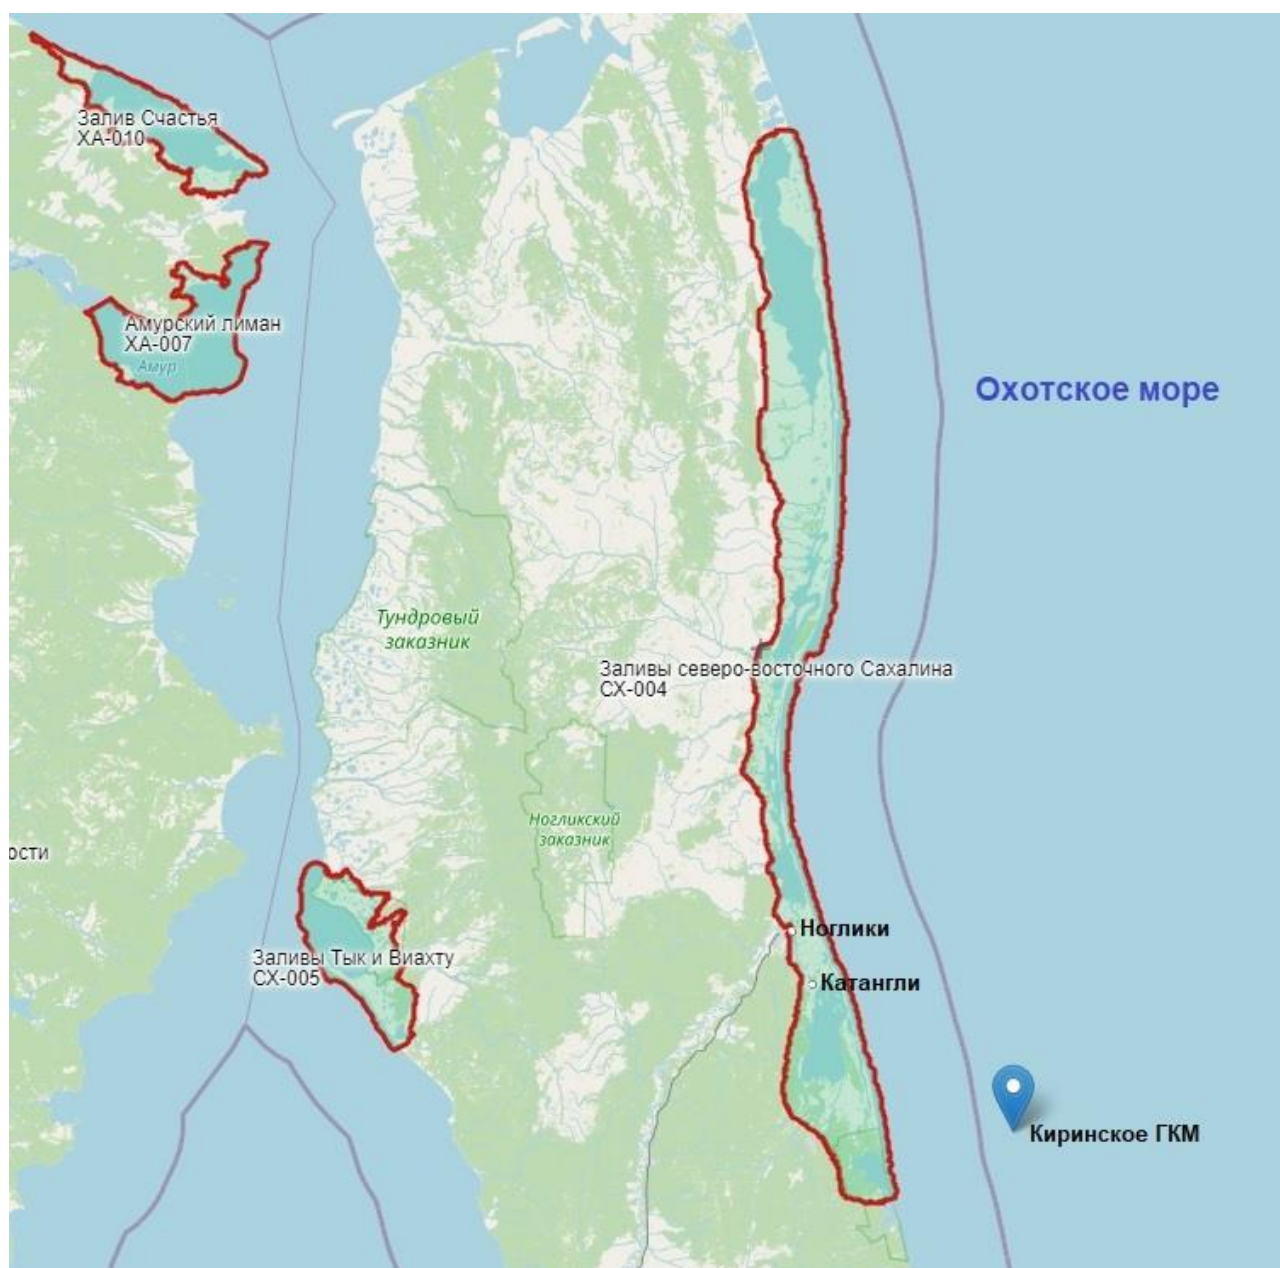 Залив Счастья
ХА-010
Амурский лиман
ХА-007
Амур
Охотское море
Тундровый
заказник
Заливы северо-восточного Сахалина
СХ-004
Ногликский
заказник
ости
Ноглики
Заливы Тык и Виахту
СХ-005
Катангли
Киринское ГКМ